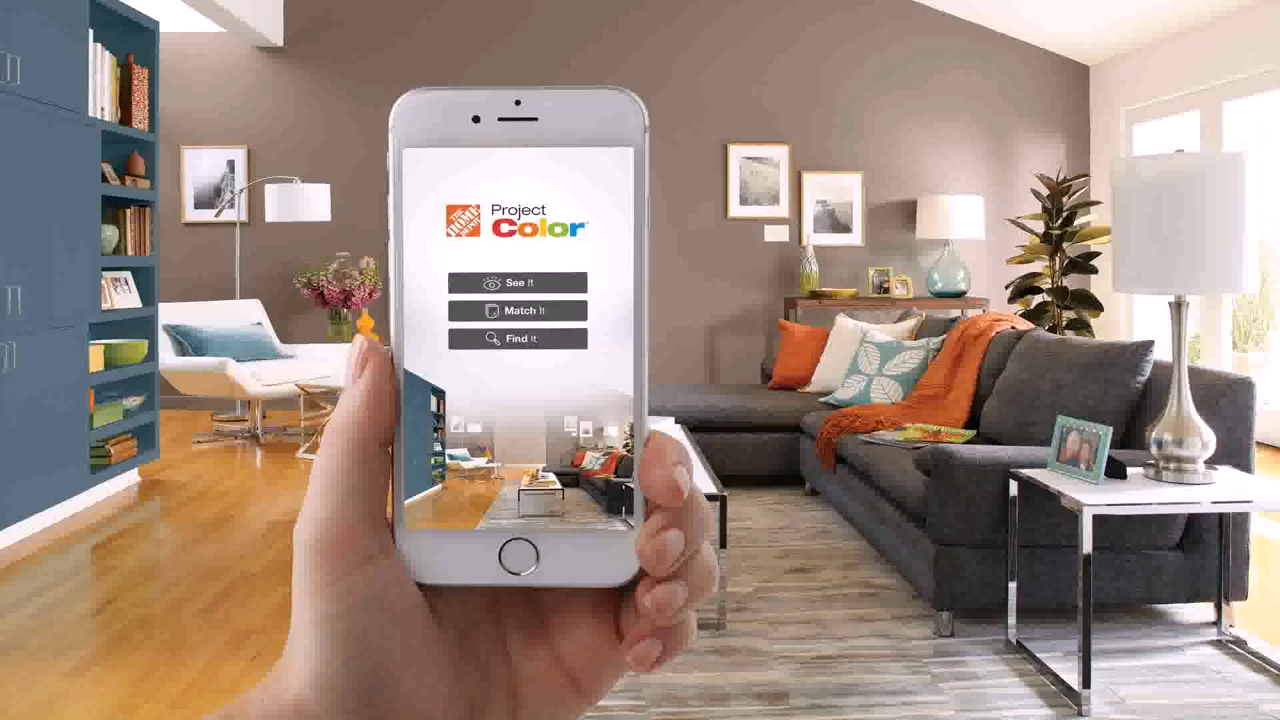 THE HOME DEPOT
Project
Color
See It
Match It
Find It